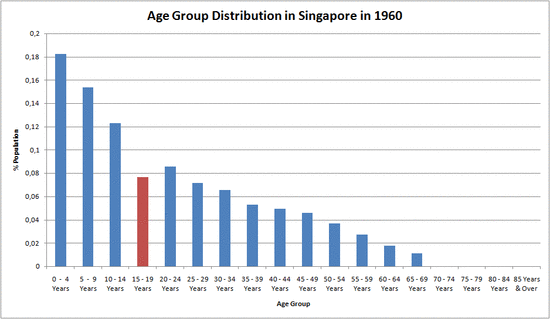 Age Group Distribution in Singapore in 1960
0,2
0,18
0,16
0,14
0,12
0,1
0,08
0,06
0,04
0,02
0
% Population
0 - 4 5 - 9 10 - 14 15 - 19 20 - 24 25 - 29 30 - 34 35 - 39 40 - 44 45 - 49 50 - 54 55 - 59 60 - 64 65 - 69 70 - 74 75 - 79 80 - 84 85 Years
Years Years Years Years Years Years Years Years Years Years Years Years Years Years Years Years Years & Over
Age Group